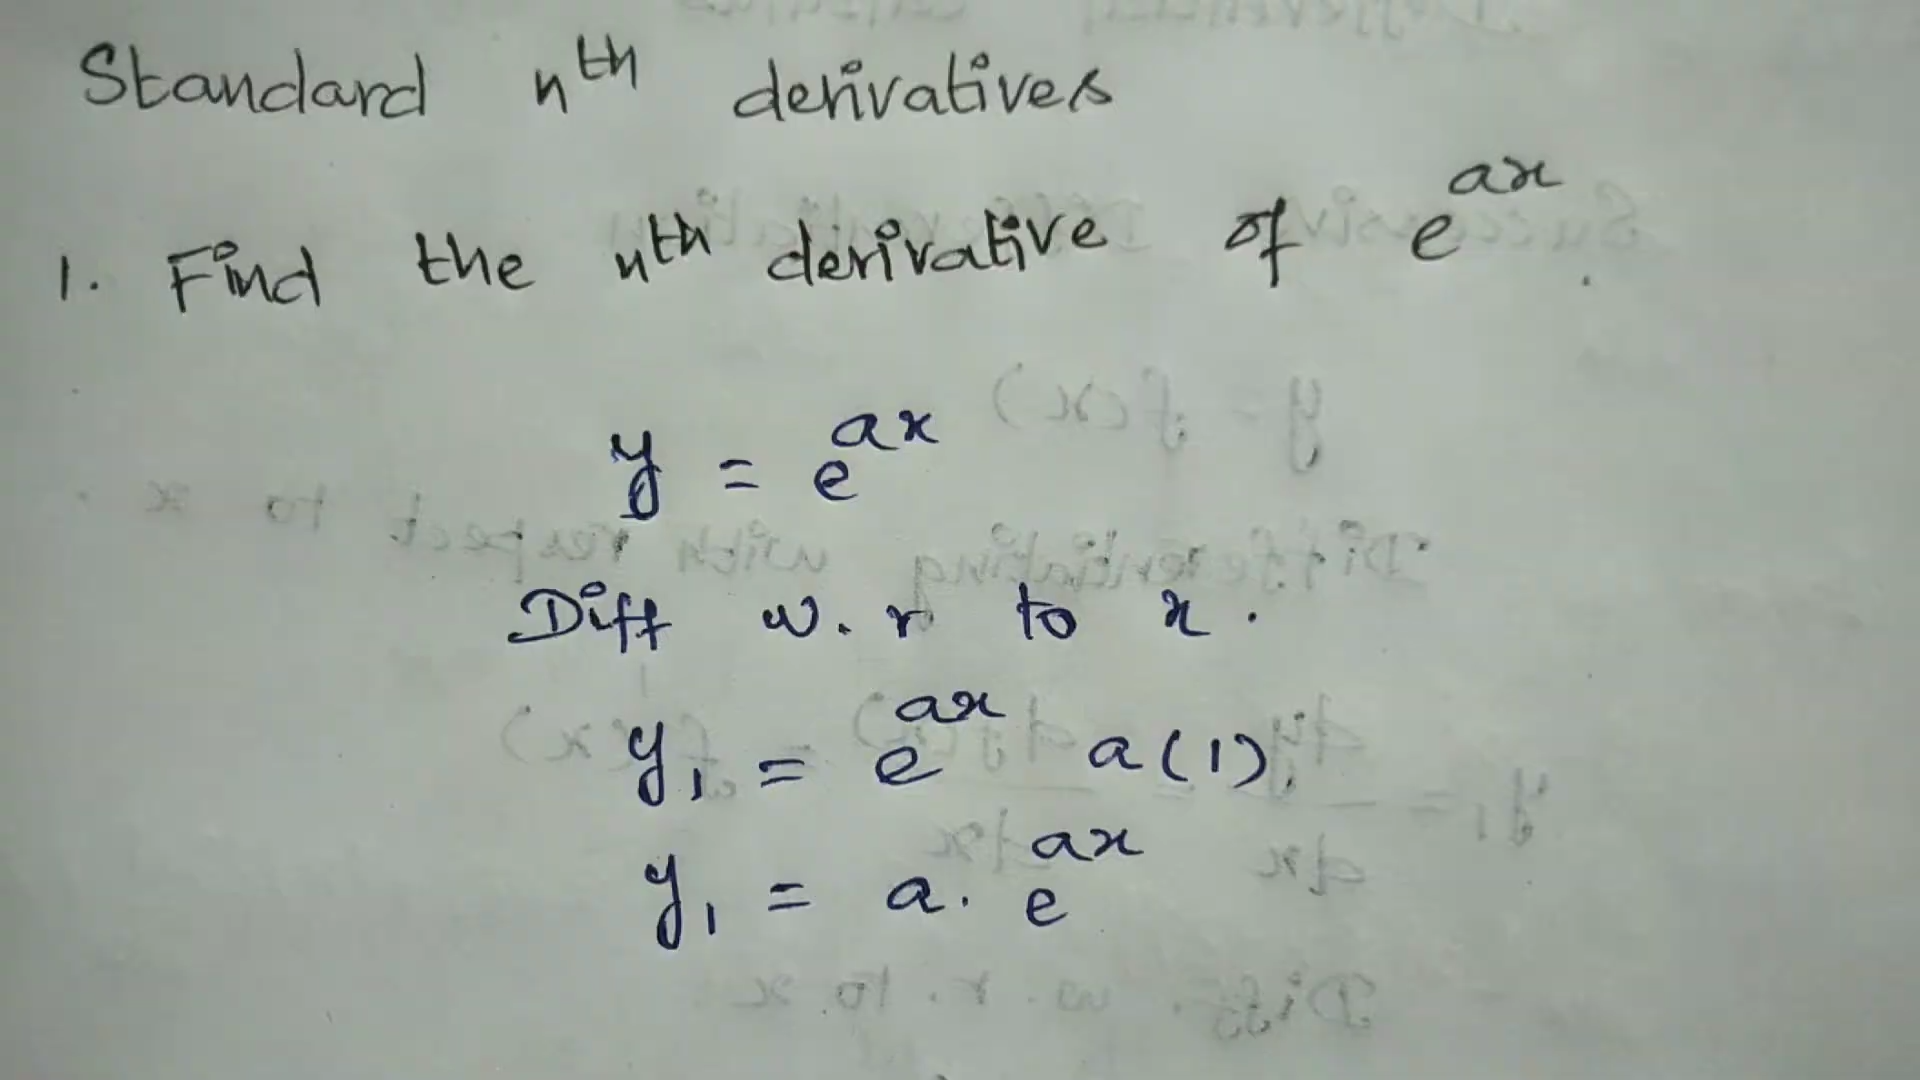 Standard nth derivatives
1. Find the nth derivative of e^ax.
y = e^ax
Diff w.r to x.
y₁ = e^ax a(1)
y₁ = a. e^ax